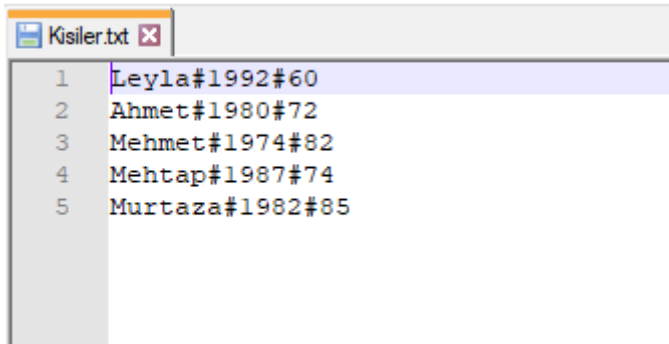 Kisiler.txt
1 Leyla#1992#60
2 Ahmet#1980#72
3 Mehmet#1974#82
4 Mehtap#1987#74
5 Murtaza#1982#85